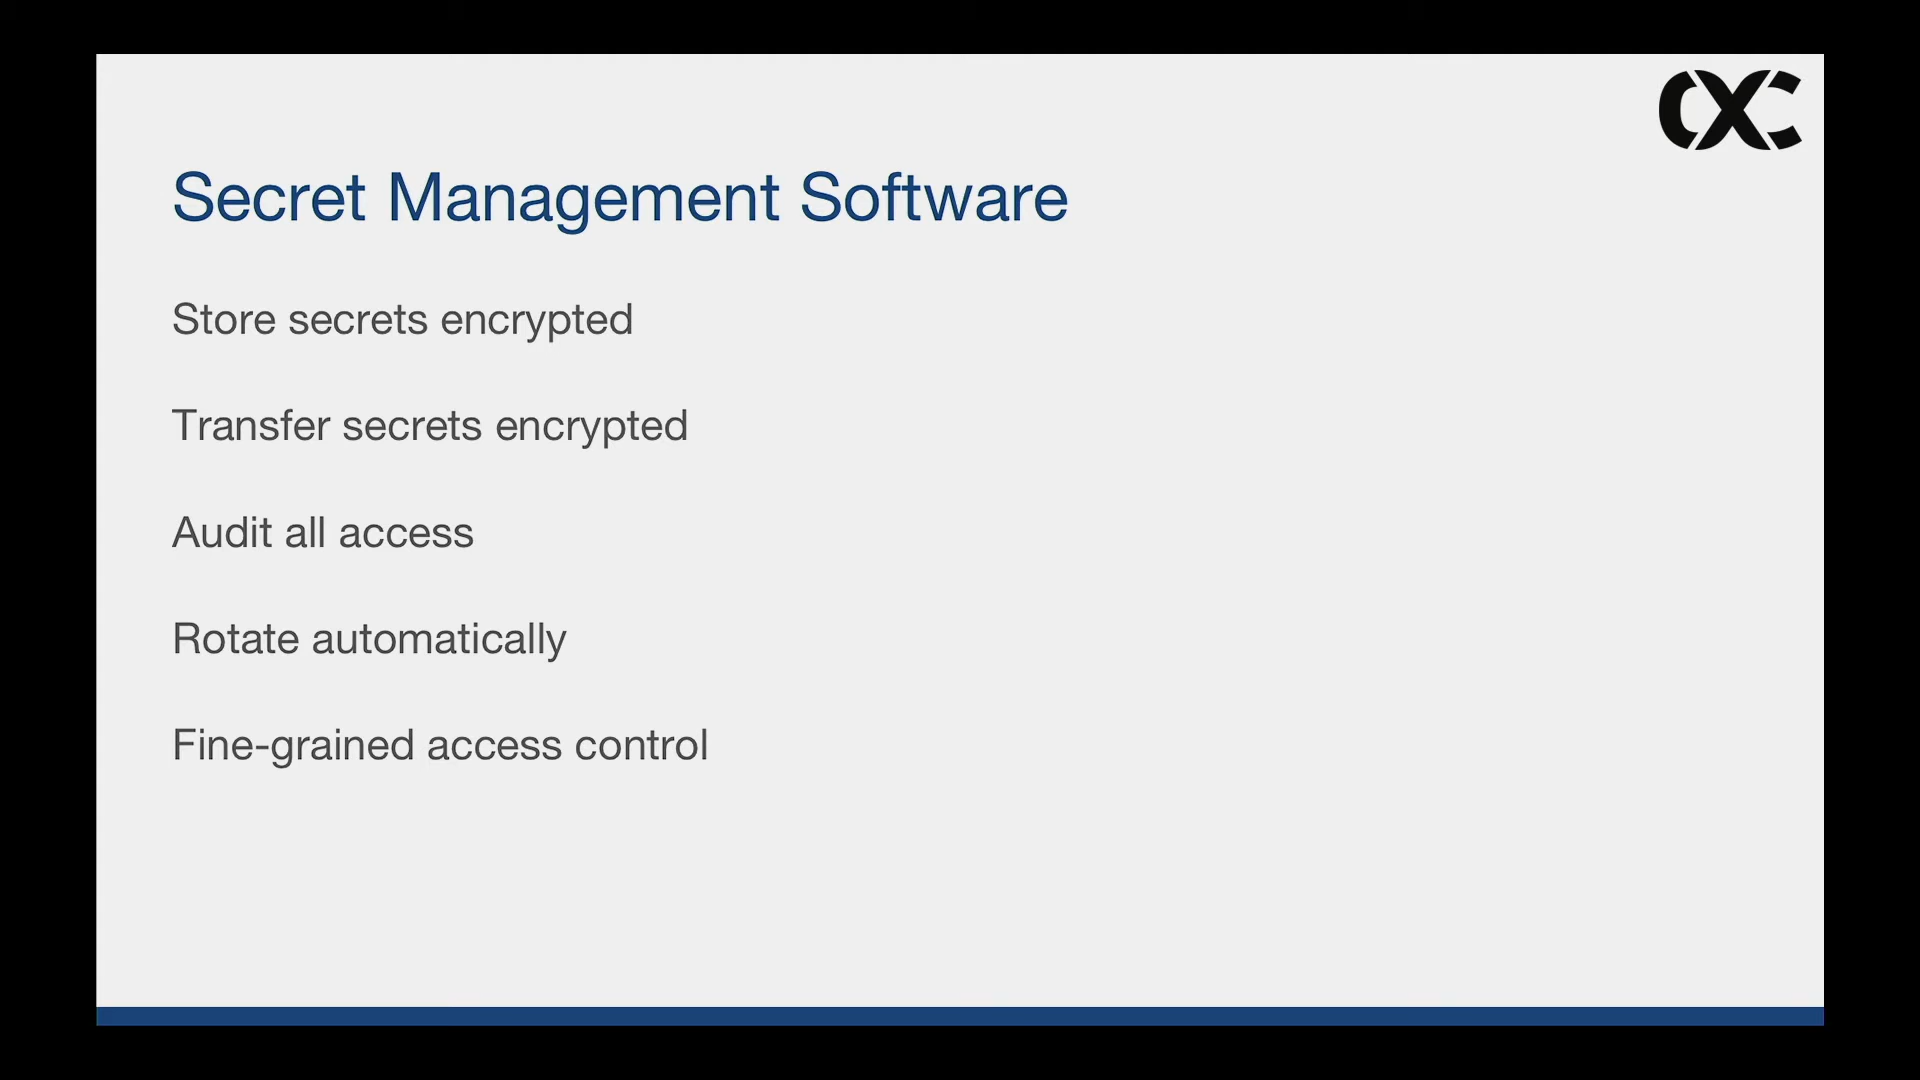 Secret Management Software
Store secrets encrypted
Transfer secrets encrypted
Audit all access
Rotate automatically
Fine-grained access control